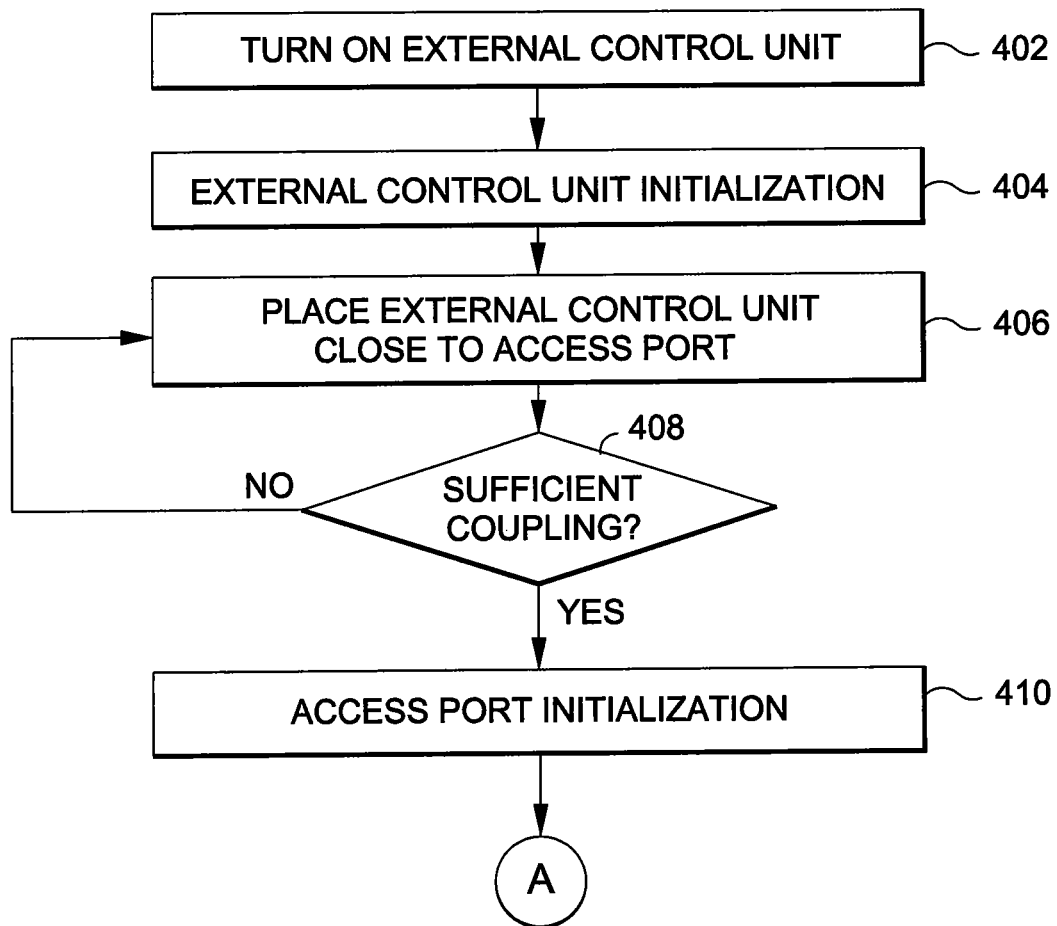 TURN ON EXTERNAL CONTROL UNIT
402
EXTERNAL CONTROL UNIT INITIALIZATION
404
PLACE EXTERNAL CONTROL UNIT
CLOSE TO ACCESS PORT
406
408
NO
SUFFICIENT
COUPLING?
YES
ACCESS PORT INITIALIZATION
410
A